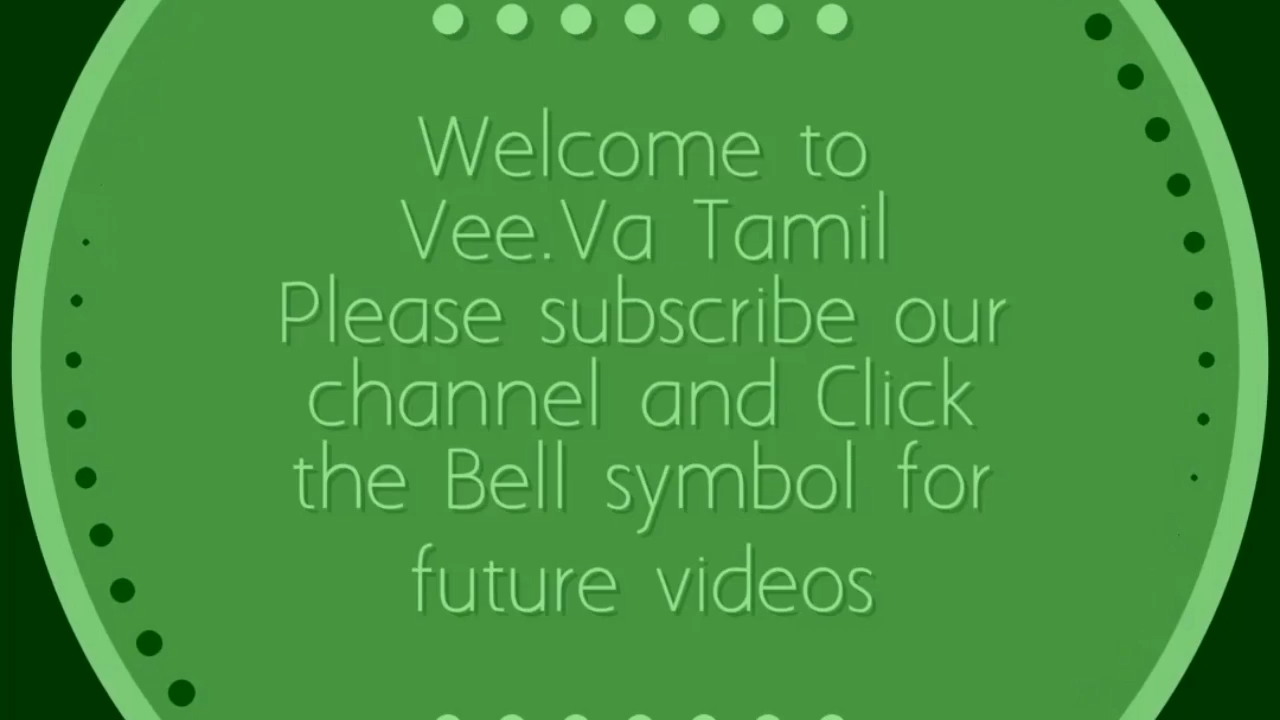 Welcome to
Vee.Va Tamil
Please subscribe our
channel and Click
the Bell symbol for
future videos